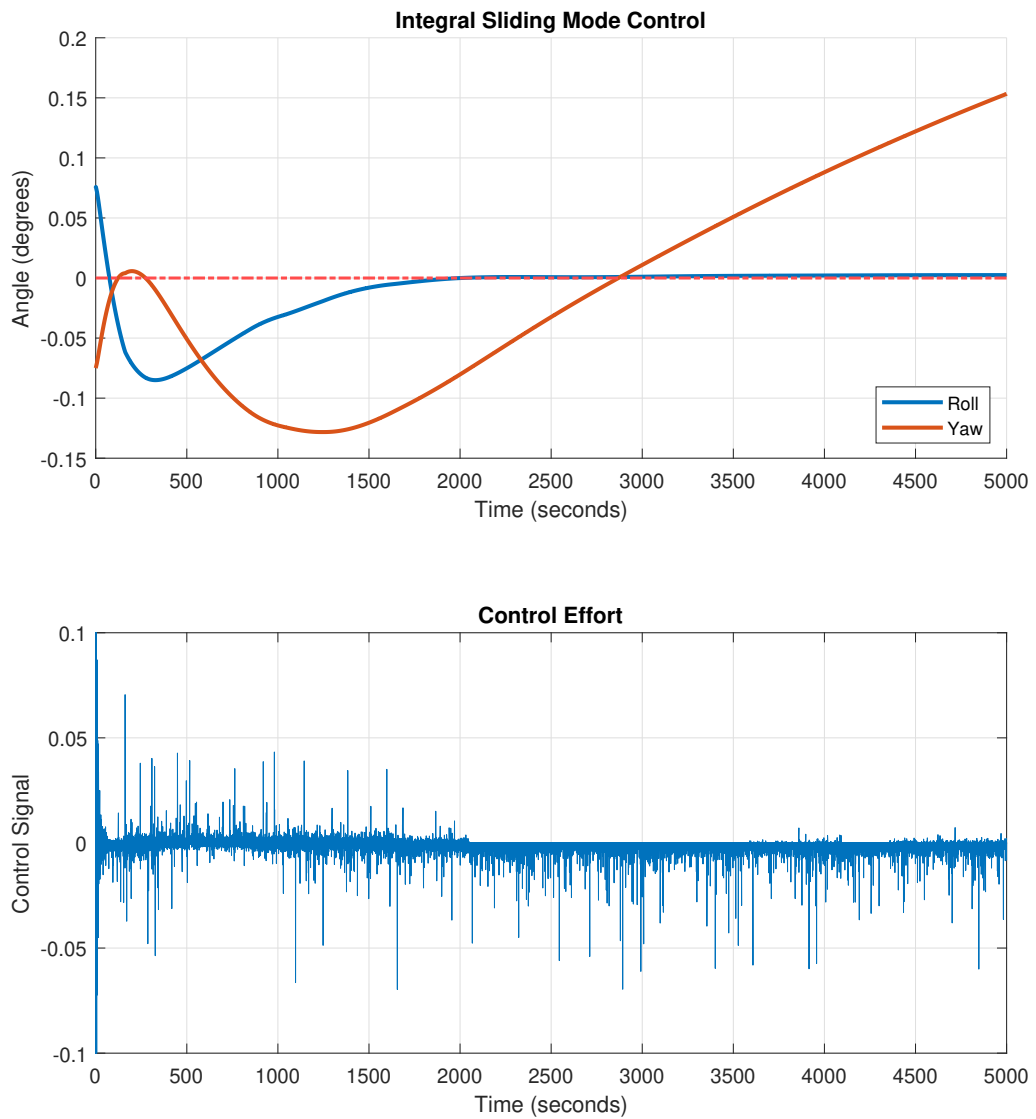 Integral Sliding Mode Control
0.2
0.15
0.1
0.05
0
-0.05
-0.1
-0.15
Angle (degrees)
Roll
Yaw
0 500 1000 1500 2000 2500 3000 3500 4000 4500 5000
Time (seconds)
Control Effort
0.1
0.05
0
-0.05
-0.1
Control Signal
0 500 1000 1500 2000 2500 3000 3500 4000 4500 5000
Time (seconds)